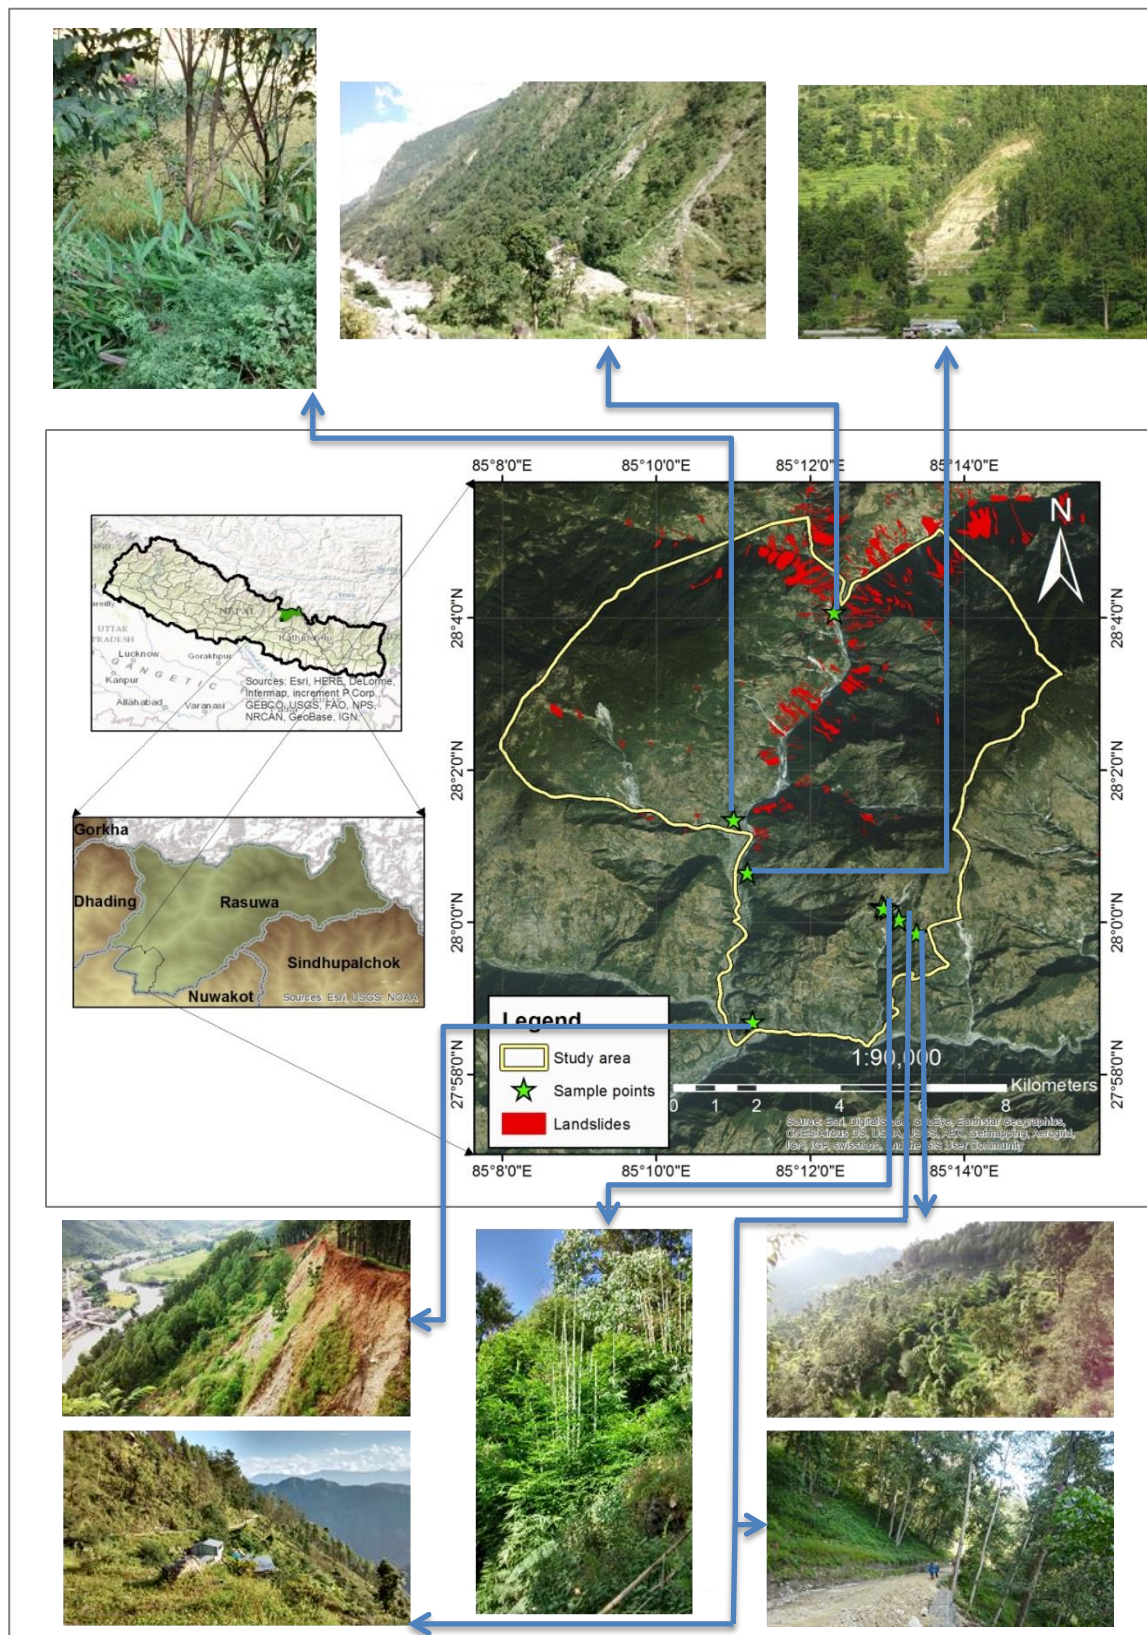 85°8'0"E 85°10'0"E 85°12'0"E 85°14'0"E
N
28°4'0"N 28°4'0"N
28°2'0"N 28°2'0"N
28°0'0"N 28°0'0"N
27°58'0"N 27°58'0"N
NEPAL
Kathmandu
UTTAR
PRADESH
Lucknow
Gorakhpur
GANGETIC
Kanpur
Allahabad
Varanasi
Sources: Esri, HERE, DeLorme,
Intermap, increment P Corp.
GEBCO, USGS, FAO, NPS,
NRCAN, GeoBase, IGN,
Gorkha
Dhading
Rasuwa
Sindhupalchok
Nuwakot
Sources: Esri, USGS, NOAA
Legend
Study area
Sample points
Landslides
1:90,000
Kilometers
0 1 2 4 6 8
85°8'0"E 85°10'0"E 85°12'0"E 85°14'0"E